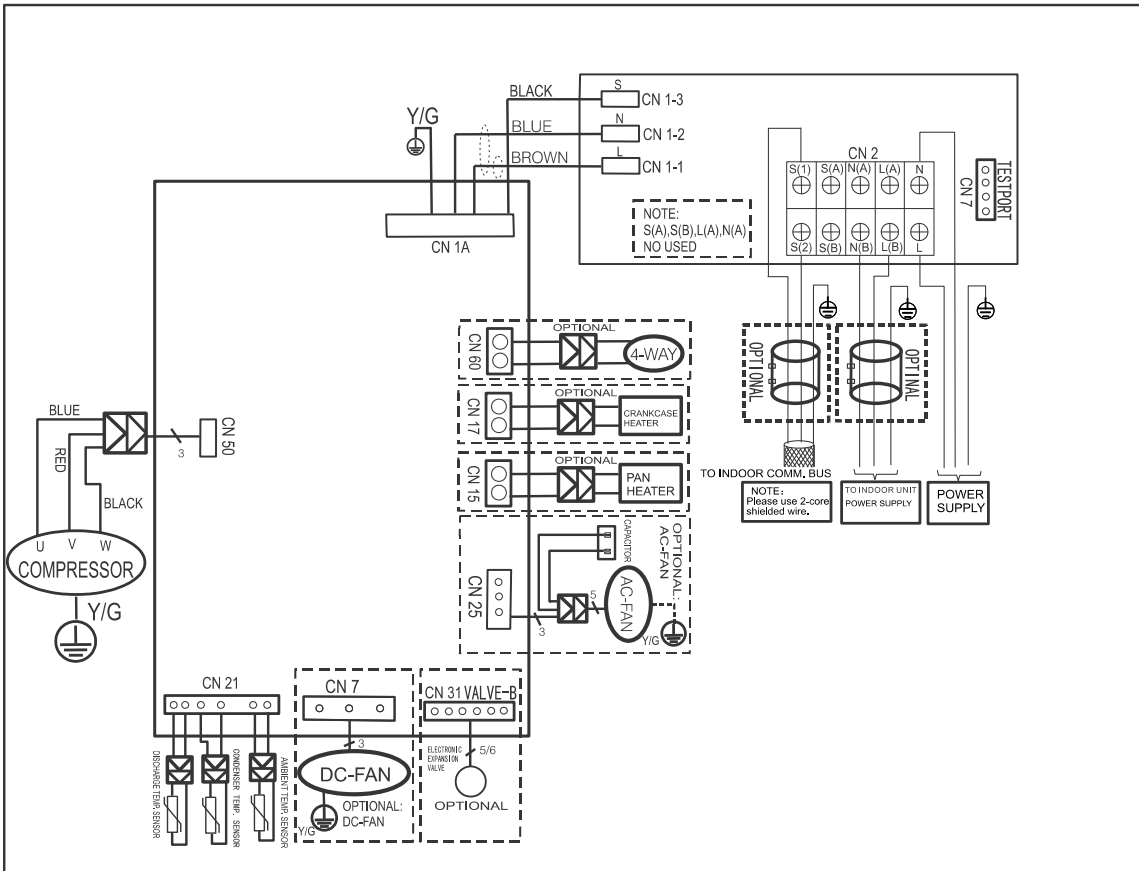 BLACK
S
CN 1-3
Y/G
BLUE
N
CN 1-2
BROWN
L
CN 1-1
CN 1A
NOTE:
S(A),S(B),L(A),N(A)
NO USED
CN 2
S(1) S(A) N(A) L(A) N
S(2) S(B) N(B) L(B) L
TESTPORT
CN 7
OPTIONAL
OPTINAL
TO INDOOR COMM. BUS
NOTE:
Please use 2-core
shielded wire.
TO INDOOR UNIT
POWER SUPPLY
POWER
SUPPLY
CN 60
OPTIONAL
4-WAY
CN 17
OPTIONAL
CRANKCASE
HEATER
CN 15
OPTIONAL
PAN
HEATER
CN 25
3
CAPACITOR
5
AC-FAN
OPTIONAL:
AC-FAN
Y/G
BLUE
RED
BLACK
3
CN 50
U V W
COMPRESSOR
Y/G
CN 21
DISCHARGE TEMP. SENSOR
CONDENSER TEMP. SENSOR
AMBIENT TEMP. SENSOR
CN 7
3
DC-FAN
Y/G
OPTIONAL:
DC-FAN
CN 31 VALVE-B
ELECTRONIC
EXPANSION
VALVE
5/6
OPTIONAL